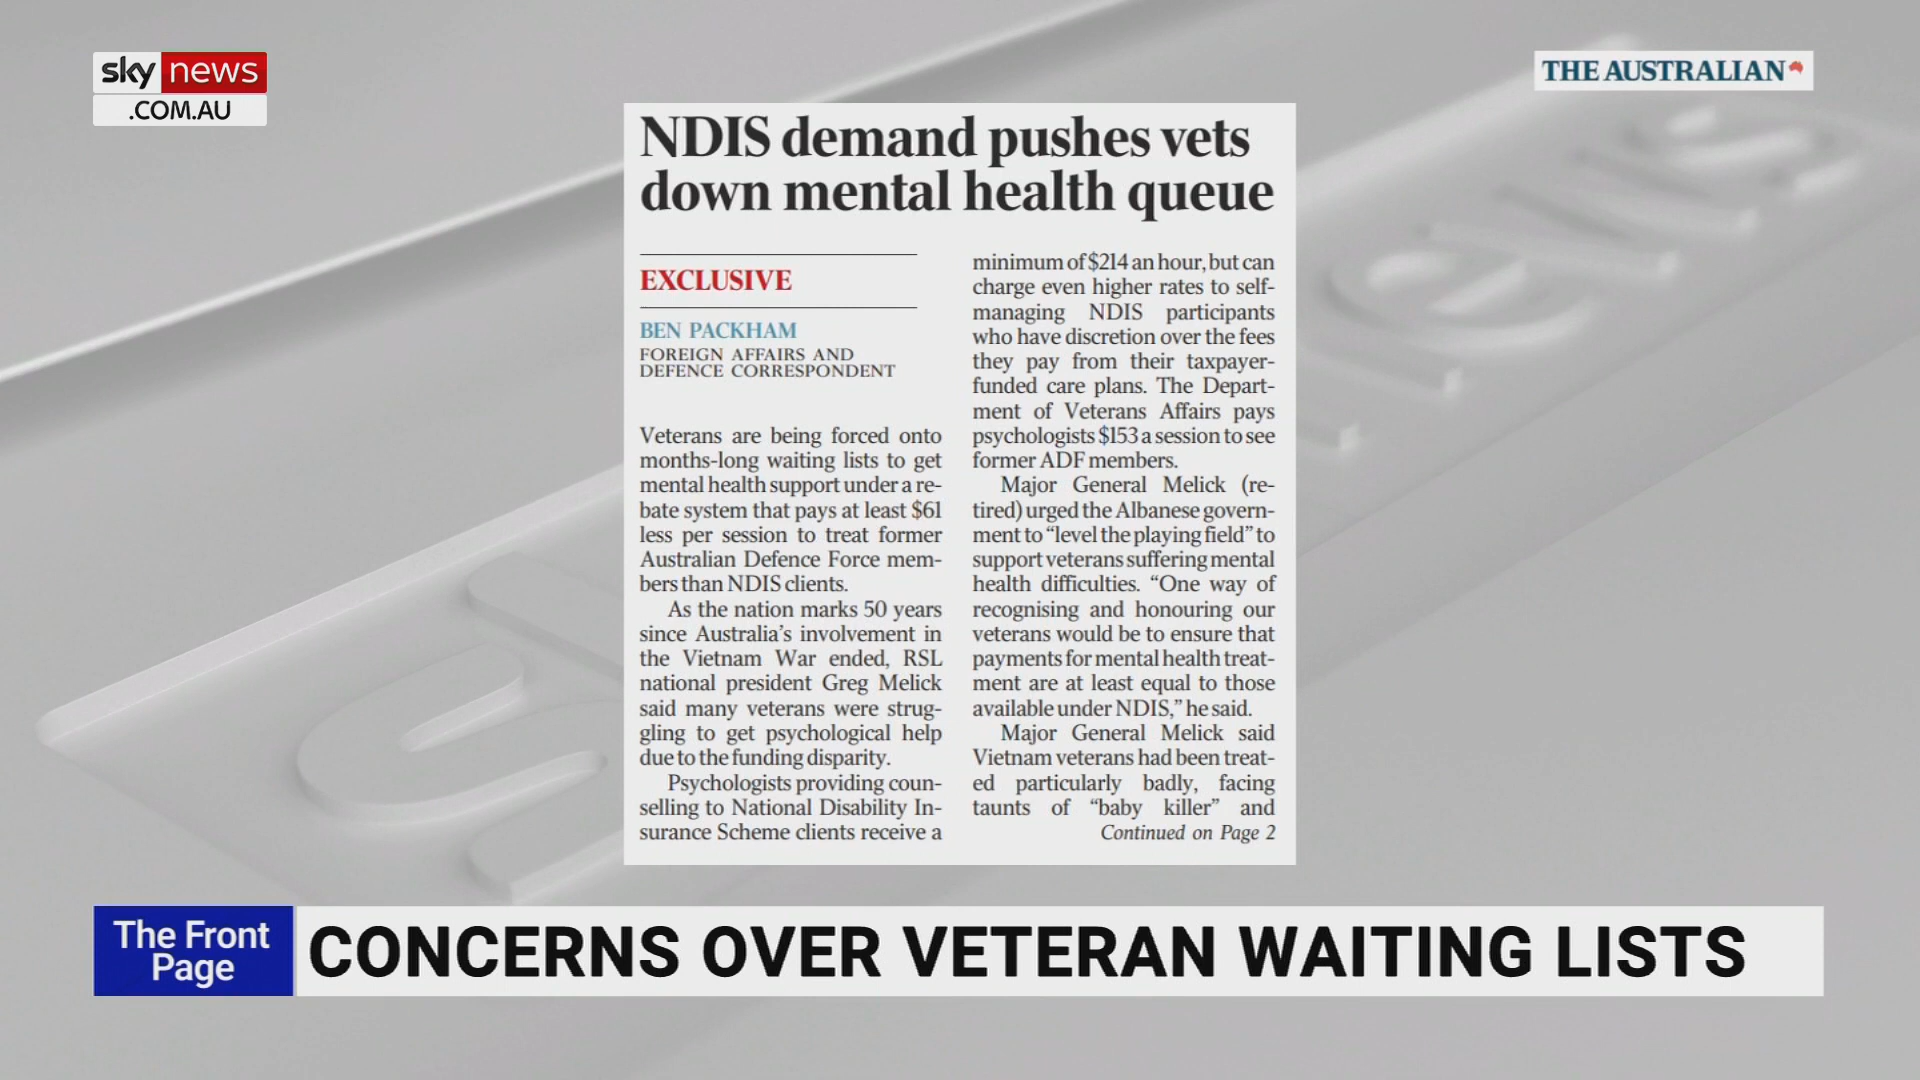 sky news
.COM.AU
THE AUSTRALIAN
NDIS demand pushes vets
down mental health queue
EXCLUSIVE
BEN PACKHAM
FOREIGN AFFAIRS AND
DEFENCE CORRESPONDENT
Veterans are being forced onto
months-long waiting lists to get
mental health support under a re-
bate system that pays at least $61
less per session to treat former
Australian Defence Force mem-
bers than NDIS clients.
As the nation marks 50 years
since Australia's involvement in
the Vietnam War ended, RSL
national president Greg Melick
said many veterans were strug-
gling to get psychological help
due to the funding disparity.
Psychologists providing coun-
selling to National Disability In-
surance Scheme clients receive a
minimum of $214 an hour, but can
charge even higher rates to self-
managing NDIS participants
who have discretion over the fees
they pay from their taxpayer-
funded care plans. The Depart-
ment of Veterans Affairs pays
psychologists $153 a session to see
former ADF members.
Major General Melick (re-
tired) urged the Albanese govern-
ment to "level the playing field" to
support veterans suffering mental
health difficulties. "One way of
recognising and honouring our
veterans would be to ensure that
payments for mental health treat-
ment are at least equal to those
available under NDIS," he said.
Major General Melick said
Vietnam veterans had been treat-
ed particularly badly, facing
taunts of "baby killer" and
Continued on Page 2
The Front
Page
CONCERNS OVER VETERAN WAITING LISTS